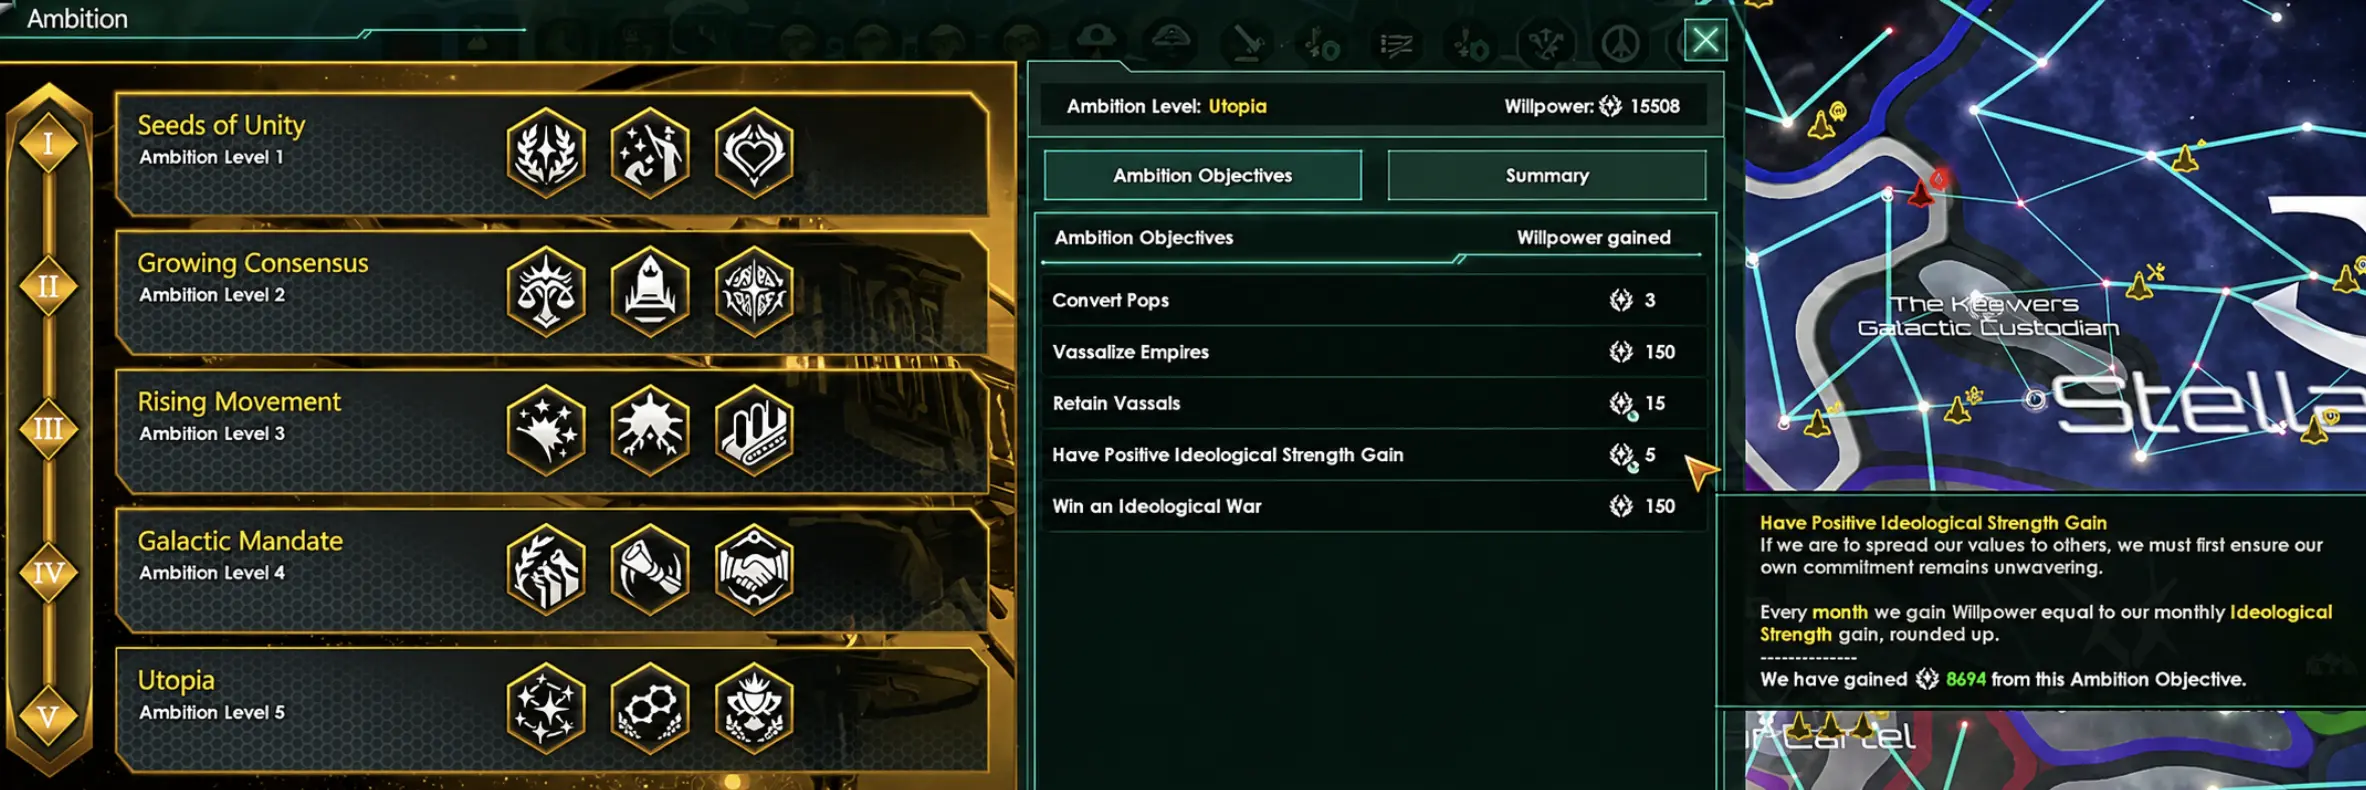 Ambition
I
Seeds of Unity
Ambition Level 1
II
Growing Consensus
Ambition Level 2
III
Rising Movement
Ambition Level 3
IV
Galactic Mandate
Ambition Level 4
V
Utopia
Ambition Level 5
Ambition Level: Utopia
Willpower: 15508
Ambition Objectives
Summary
Ambition Objectives
Willpower gained
Convert Pops 3
Vassalize Empires 150
Retain Vassals 15
Have Positive Ideological Strength Gain 5
Win an Ideological War 150
The Keewers
Galactic Custodian
Stella
Have Positive Ideological Strength Gain
If we are to spread our values to others, we must first ensure our
own commitment remains unwavering.
Every month we gain Willpower equal to our monthly Ideological
Strength gain, rounded up.
--------------
We have gained 8694 from this Ambition Objective.
Cartel